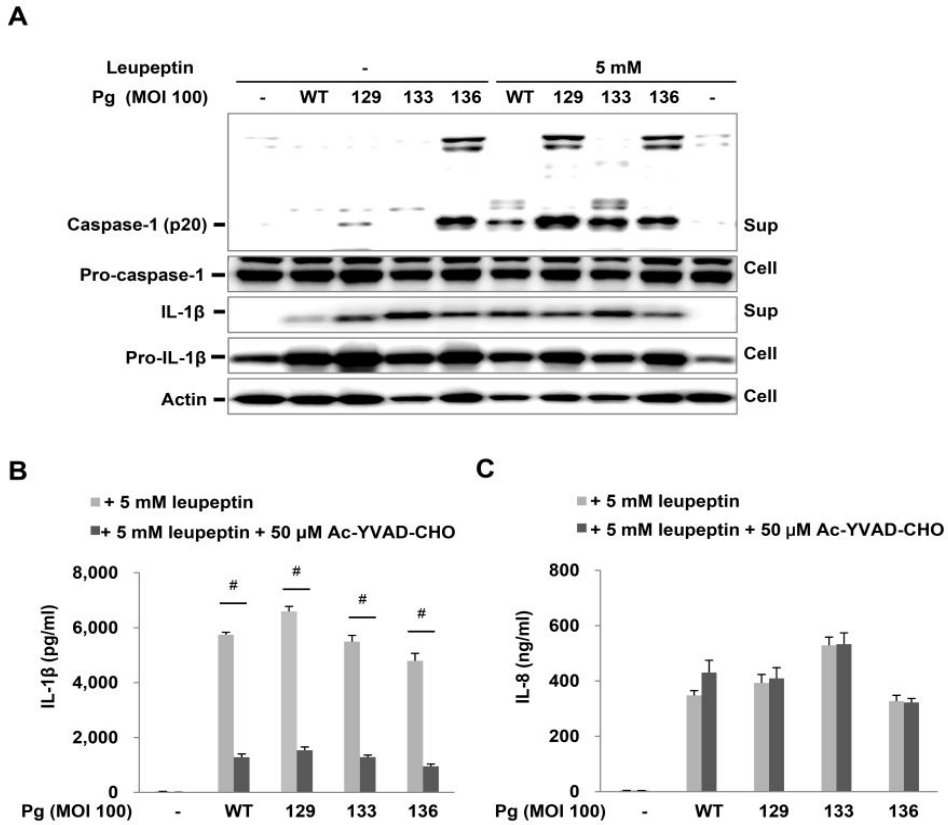 A
Leupeptin - 5 mM
Pg (MOI 100) - WT 129 133 136 WT 129 133 136 -
Caspase-1 (p20) Sup
Pro-caspase-1 Cell
IL-1β Sup
Pro-IL-1β Cell
Actin Cell
B
+ 5 mM leupeptin
+ 5 mM leupeptin + 50 µM Ac-YVAD-CHO
IL-1β (pg/ml)
8,000
6,000
4,000
2,000
0
# # # #
Pg (MOI 100) - WT 129 133 136
C
+ 5 mM leupeptin
+ 5 mM leupeptin + 50 µM Ac-YVAD-CHO
IL-8 (ng/ml)
800
600
400
200
0
Pg (MOI 100) - WT 129 133 136